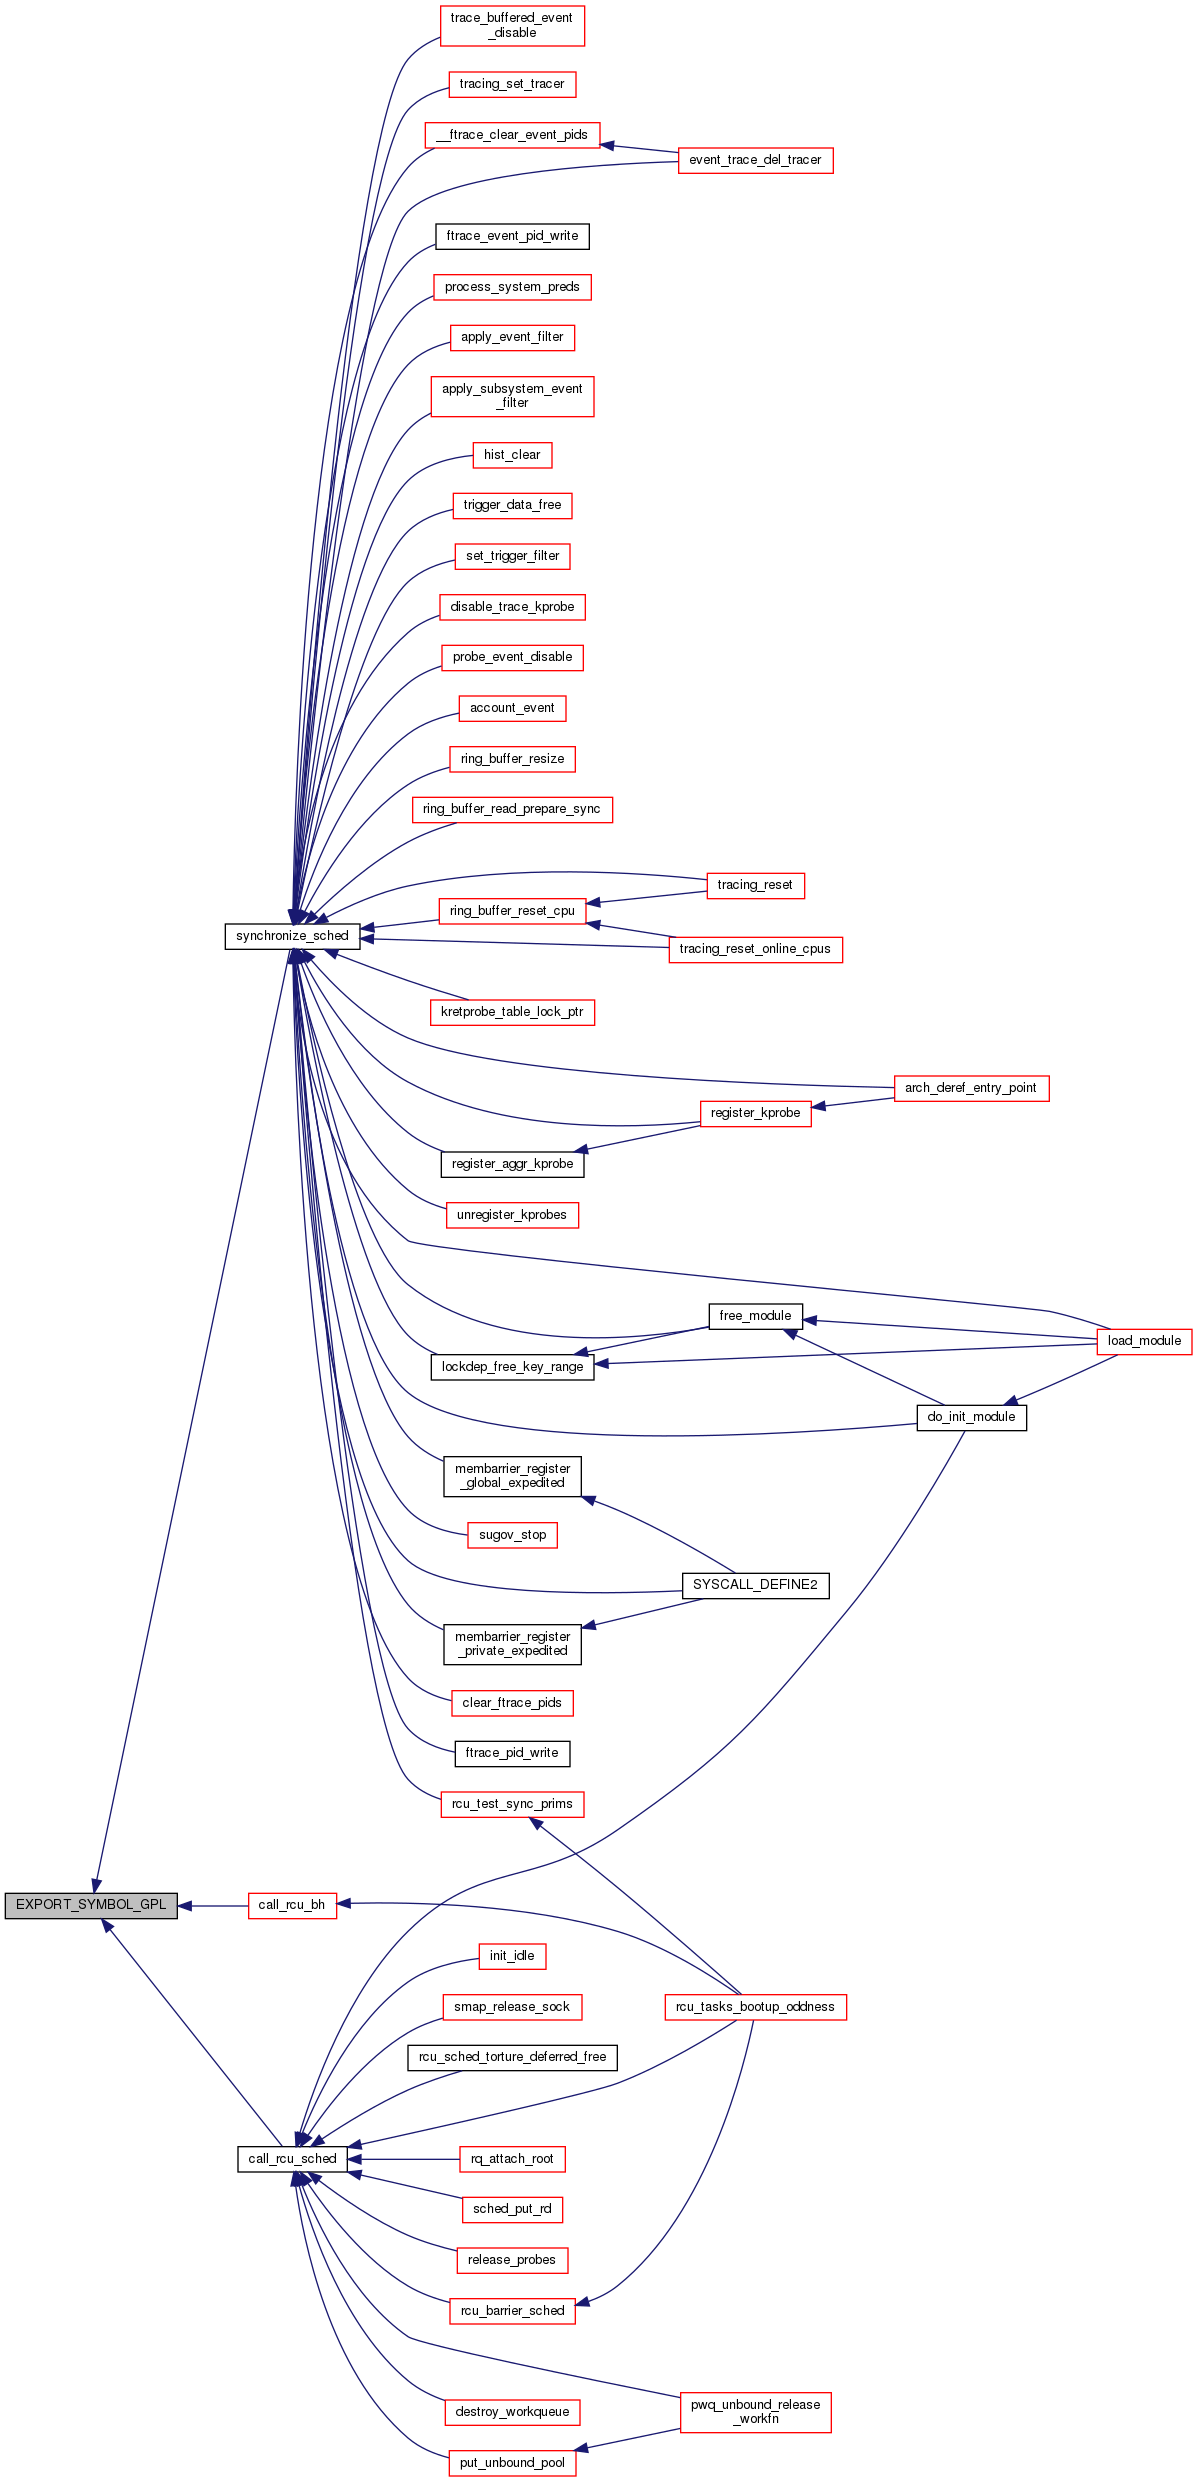 trace_buffered_event
_disable
tracing_set_tracer
__ftrace_clear_event_pids
event_trace_del_tracer
ftrace_event_pid_write
process_system_preds
apply_event_filter
apply_subsystem_event
_filter
hist_clear
trigger_data_free
set_trigger_filter
disable_trace_kprobe
probe_event_disable
account_event
ring_buffer_resize
ring_buffer_read_prepare_sync
tracing_reset
ring_buffer_reset_cpu
synchronize_sched
tracing_reset_online_cpus
kretprobe_table_lock_ptr
arch_deref_entry_point
register_kprobe
register_aggr_kprobe
unregister_kprobes
free_module
load_module
lockdep_free_key_range
do_init_module
membarrier_register
_global_expedited
sugov_stop
SYSCALL_DEFINE2
membarrier_register
_private_expedited
clear_ftrace_pids
ftrace_pid_write
rcu_test_sync_prims
EXPORT_SYMBOL_GPL
call_rcu_bh
init_idle
smap_release_sock
rcu_tasks_bootup_oddness
rcu_sched_torture_deferred_free
call_rcu_sched
rq_attach_root
sched_put_rd
release_probes
rcu_barrier_sched
pwq_unbound_release
_workfn
destroy_workqueue
put_unbound_pool